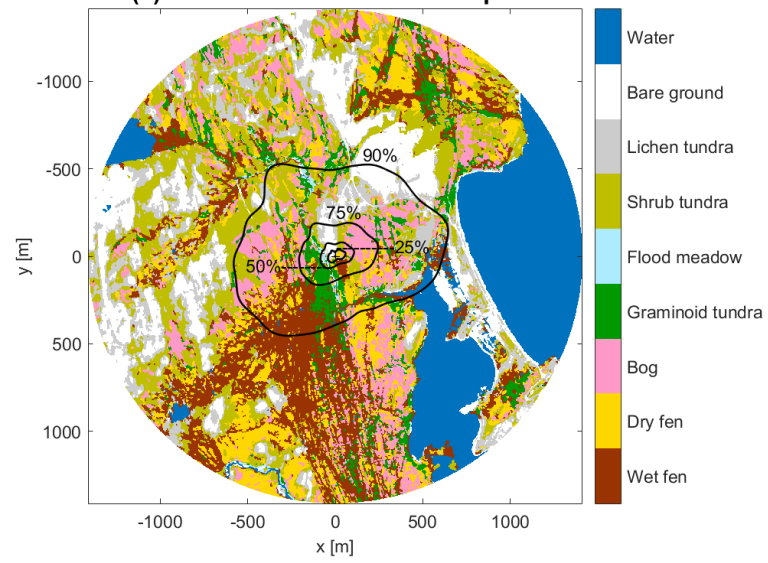 -1000
-500
0
500
1000
y [m]
-1000
-500
0
500
1000
x [m]
90%
75%
25%
50%
Water
Bare ground
Lichen tundra
Shrub tundra
Flood meadow
Graminoid tundra
Bog
Dry fen
Wet fen